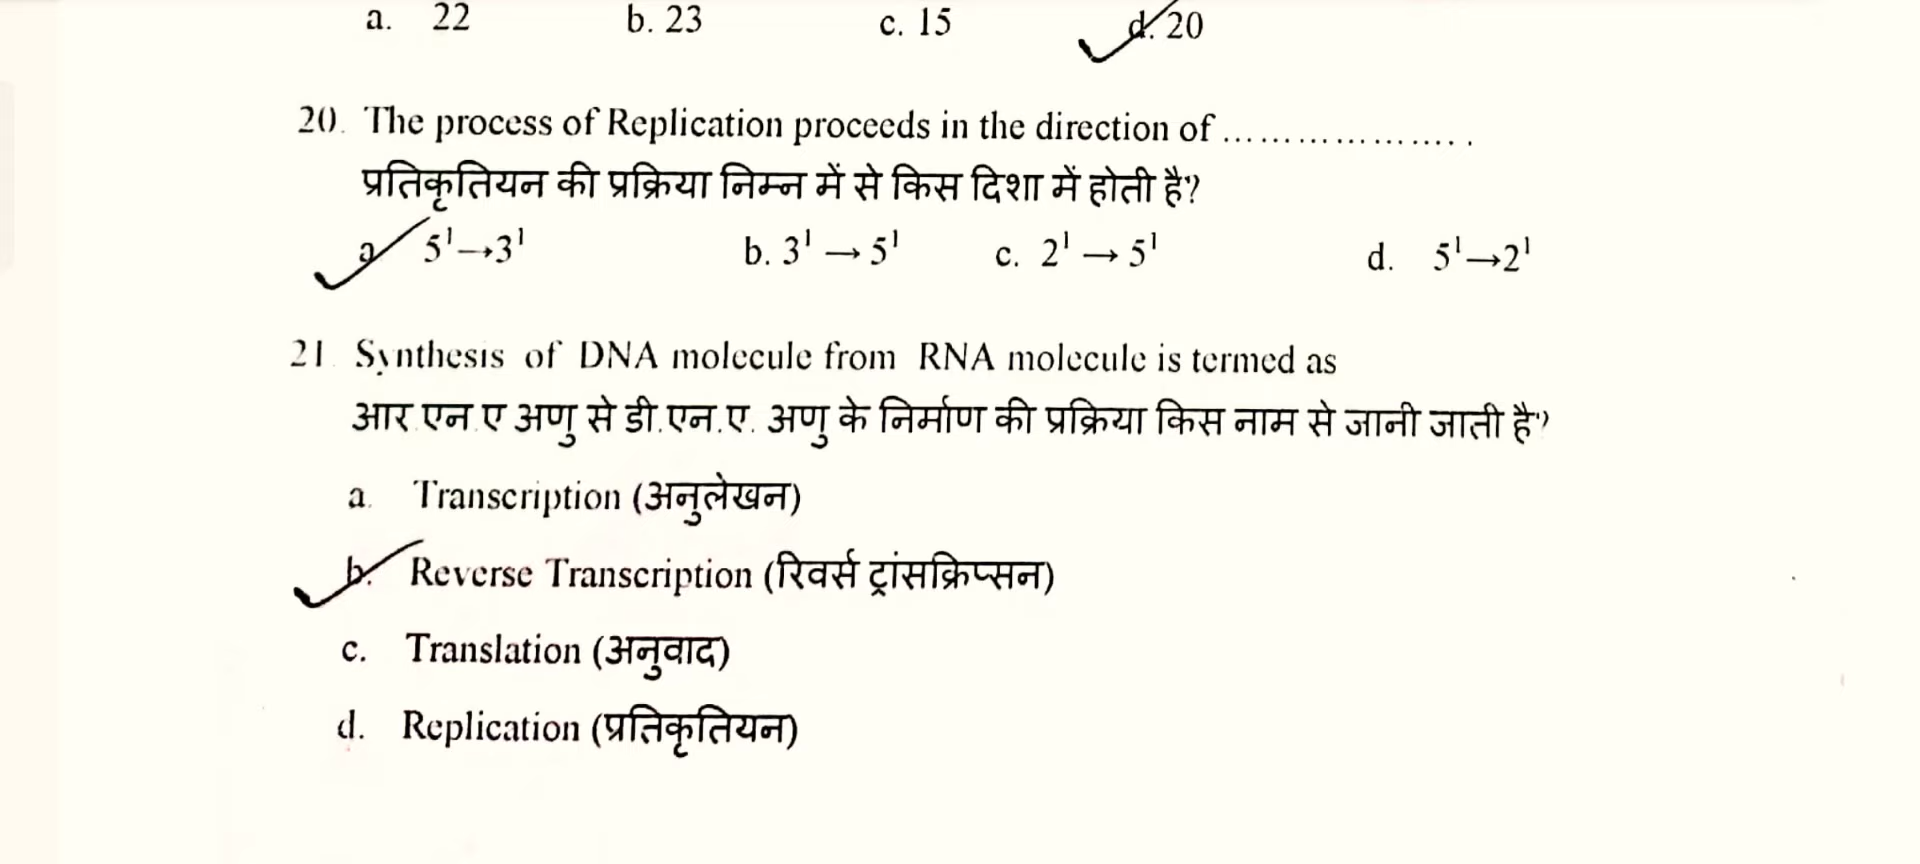 a. 22 b. 23 c. 15 d. 20
20. The process of Replication proceeds in the direction of ....................
प्रतिकृतियन की प्रक्रिया निम्न में से किस दिशा में होती है?
a 5'→3' b. 3' → 5' c. 2' → 5' d. 5'→2'
21. Synthesis of DNA molecule from RNA molecule is termed as
आर.एन.ए अणु से डी.एन.ए. अणु के निर्माण की प्रक्रिया किस नाम से जानी जाती है?
a. Transcription (अनुलेखन)
b. Reverse Transcription (रिवर्स ट्रांसक्रिप्सन)
c. Translation (अनुवाद)
d. Replication (प्रतिकृतियन)